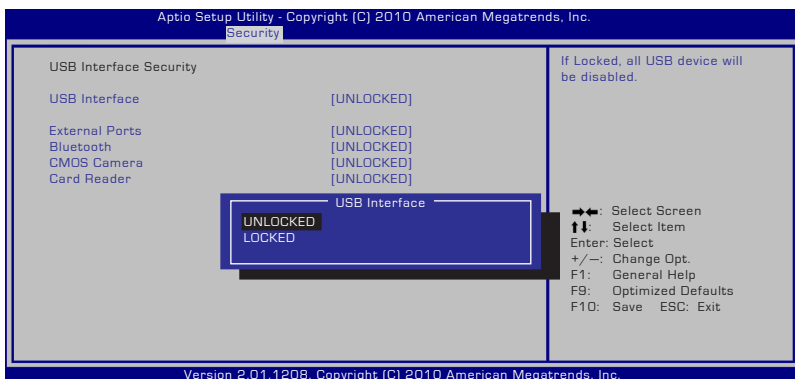 Aptio Setup Utility - Copyright (C) 2010 American Megatrends, Inc.
Security
USB Interface Security
USB Interface [UNLOCKED]
External Ports [UNLOCKED]
Bluetooth [UNLOCKED]
CMOS Camera [UNLOCKED]
Card Reader [UNLOCKED]
USB Interface
UNLOCKED
LOCKED
If Locked, all USB device will
be disabled.
→←: Select Screen
↑↓: Select Item
Enter: Select
+/—: Change Opt.
F1: General Help
F9: Optimized Defaults
F10: Save ESC: Exit
Version 2.01.1208. Copyright (C) 2010 American Megatrends, Inc.